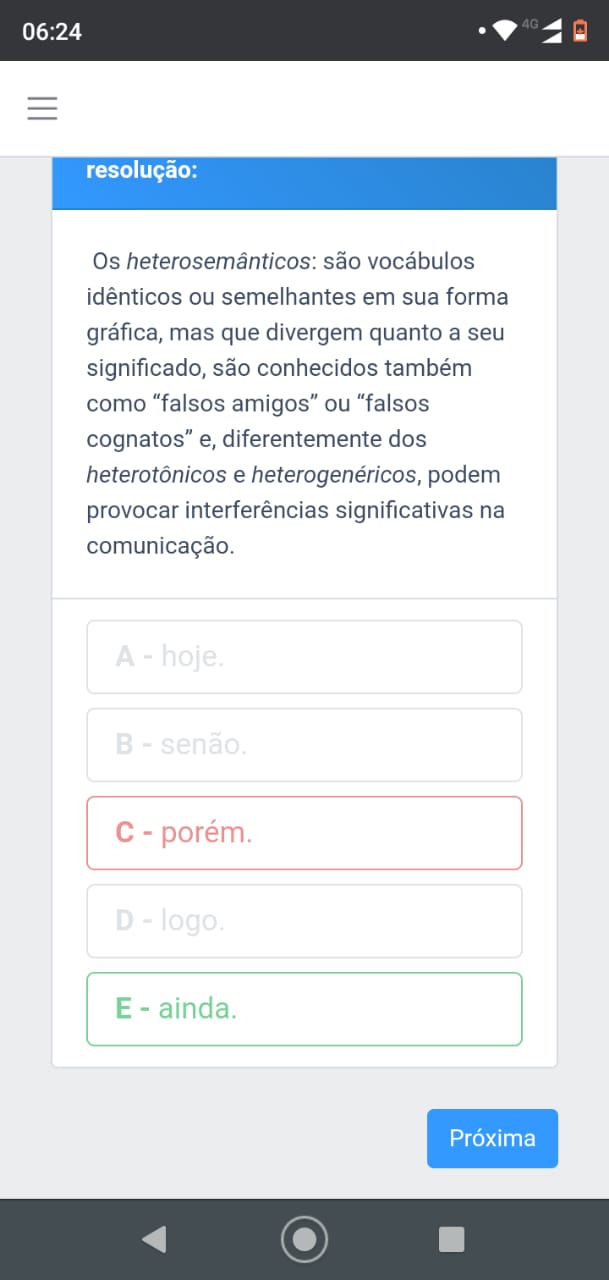 06:24
4G
resolução:
Os heterosemânticos: são vocábulos
idênticos ou semelhantes em sua forma
gráfica, mas que divergem quanto a seu
significado, são conhecidos também
como “falsos amigos” ou “falsos
cognatos” e, diferentemente dos
heterotônicos e heterogenéricos, podem
provocar interferências significativas na
comunicação.
A - hoje.
B - senão.
C - porém.
D - logo.
E - ainda.
Próxima